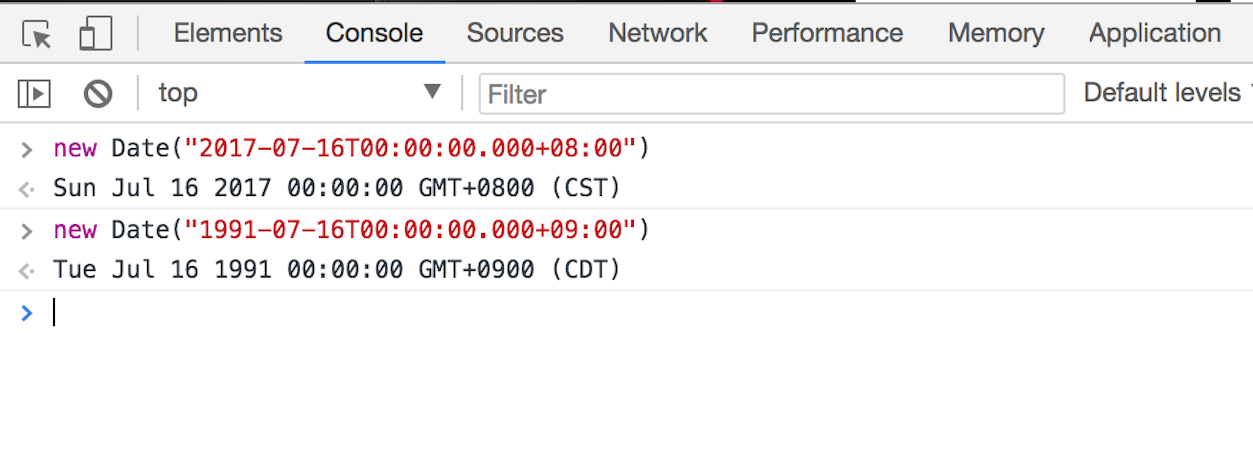 Elements Console Sources Network Performance Memory Application
top Filter Default levels
new Date("2017-07-16T00:00:00.000+08:00")
Sun Jul 16 2017 00:00:00 GMT+0800 (CST)
new Date("1991-07-16T00:00:00.000+09:00")
Tue Jul 16 1991 00:00:00 GMT+0900 (CDT)